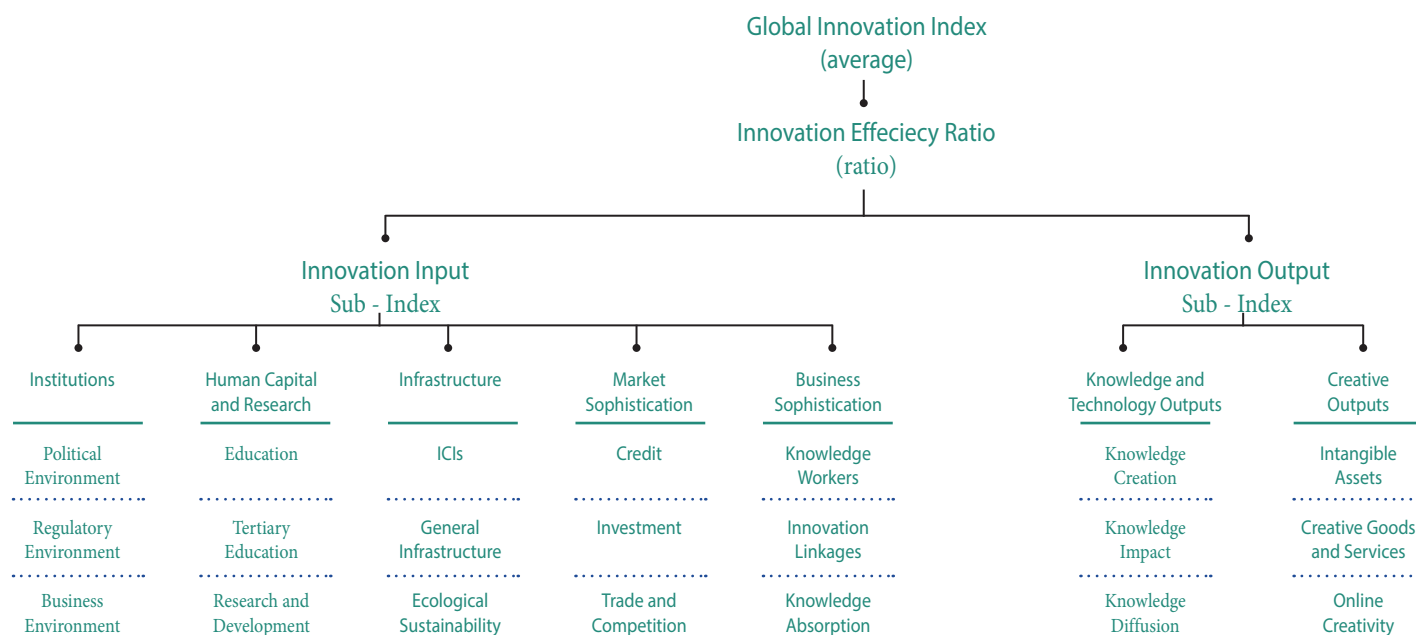 Global Innovation Index
(average)
Innovation Effeciecy Ratio
(ratio)
Innovation Input
Sub - Index
Innovation Output
Sub - Index
Institutions
Human Capital
and Research
Infrastructure
Market
Sophistication
Business
Sophistication
Knowledge and
Technology Outputs
Creative
Outputs
Political
Environment
Education
ICIs
Credit
Knowledge
Workers
Knowledge
Creation
Intangible
Assets
Regulatory
Environment
Tertiary
Education
General
Infrastructure
Investment
Innovation
Linkages
Knowledge
Impact
Creative Goods
and Services
Business
Environment
Research and
Development
Ecological
Sustainability
Trade and
Competition
Knowledge
Absorption
Knowledge
Diffusion
Online
Creativity